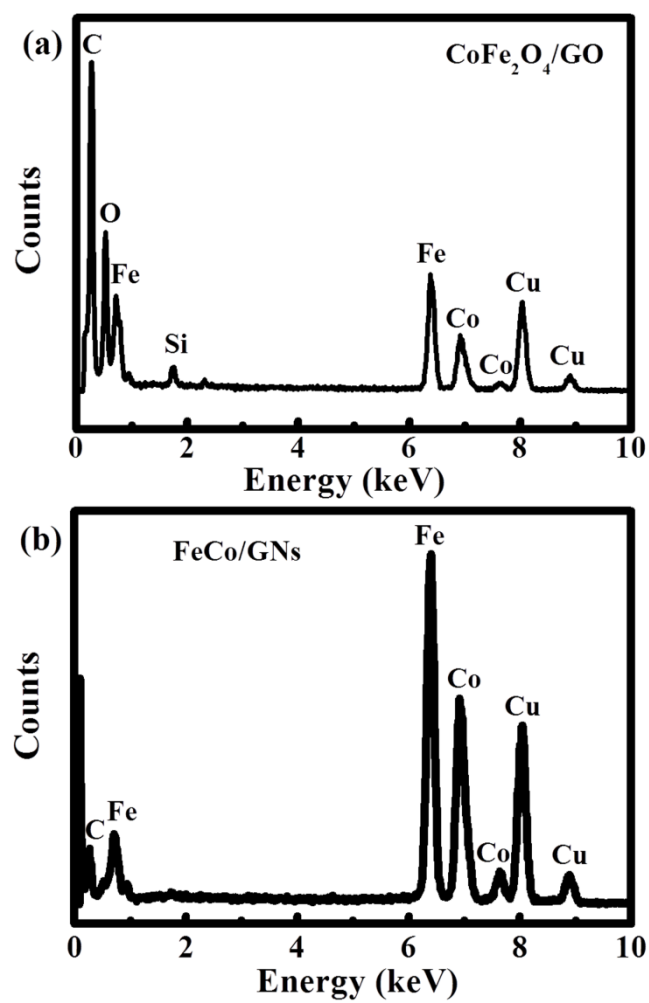 (a)
C
CoFe₂O₄/GO
O
Fe
Fe
Cu
Co
Si
Co
Cu
Counts
0 2 4 6 8 10
Energy (keV)
(b)
FeCo/GNs
Fe
Co
Cu
Fe
C
Co
Cu
Counts
0 2 4 6 8 10
Energy (keV)